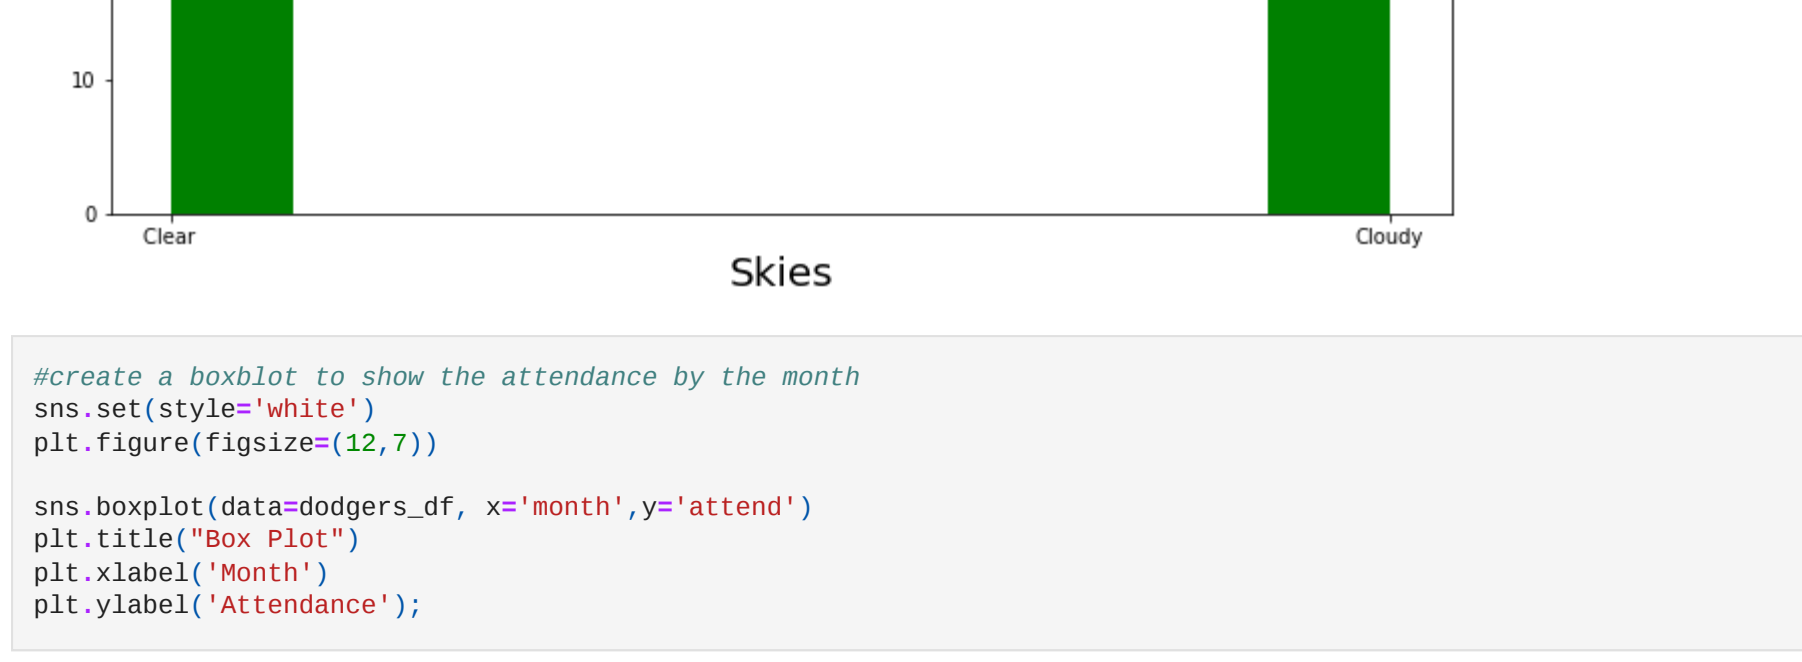 10
0
Clear Cloudy
Skies
#create a boxblot to show the attendance by the month
sns.set(style='white')
plt.figure(figsize=(12,7))
sns.boxplot(data=dodgers_df, x='month',y='attend')
plt.title("Box Plot")
plt.xlabel('Month')
plt.ylabel('Attendance');